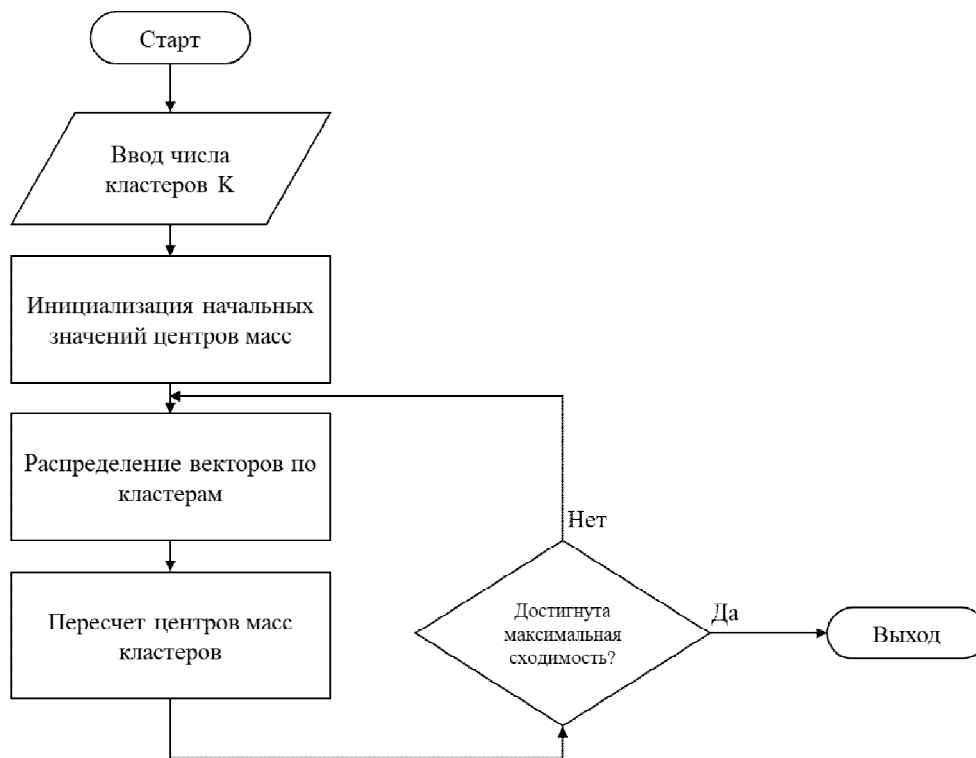 Старт
Ввод числа
кластеров K
Инициализация начальных
значений центров масс
Распределение векторов по
кластерам
Пересчет центров масс
кластеров
Нет
Достигнута
максимальная
сходимость?
Да
Выход